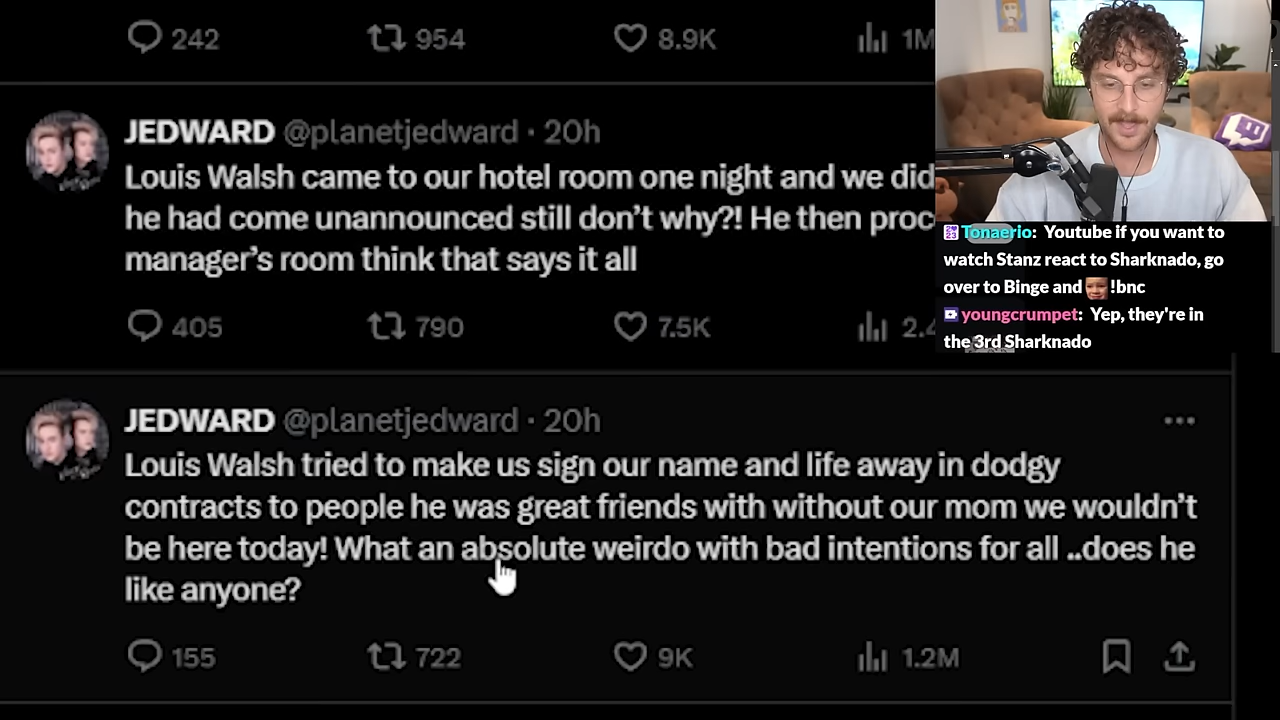 242 954 8.9K 1M
JEDWARD @planetjedward · 20h
Louis Walsh came to our hotel room one night and we did
he had come unannounced still don't why?! He then proc
manager's room think that says it all
405 790 7.5K 2.4
JEDWARD @planetjedward · 20h
Louis Walsh tried to make us sign our name and life away in dodgy
contracts to people he was great friends with without our mom we wouldn't
be here today! What an absolute weirdo with bad intentions for all ..does he
like anyone?
155 722 9K 1.2M
Tonaerio: Youtube if you want to
watch Stanz react to Sharknado, go
over to Binge and !bnc
youngcrumpet: Yep, they're in
the 3rd Sharknado